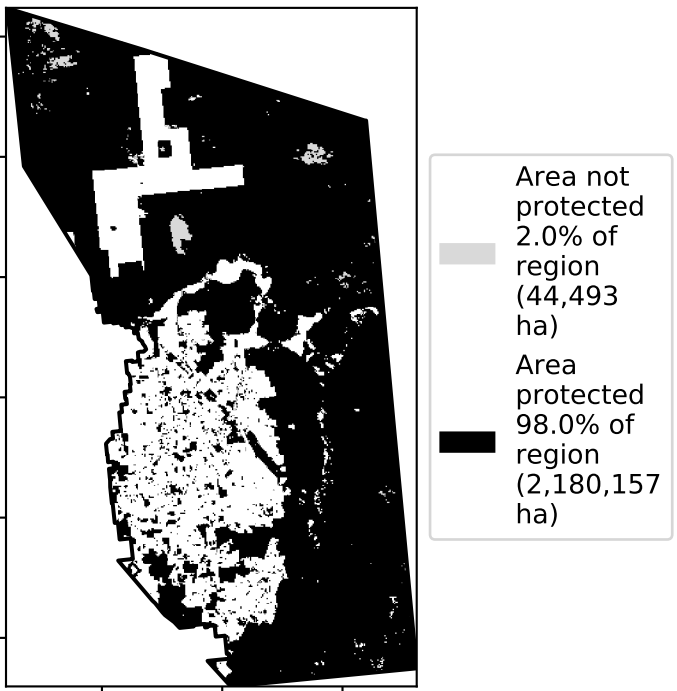 Area not
protected
2.0% of
region
(44,493
ha)
Area
protected
98.0% of
region
(2,180,157
ha)